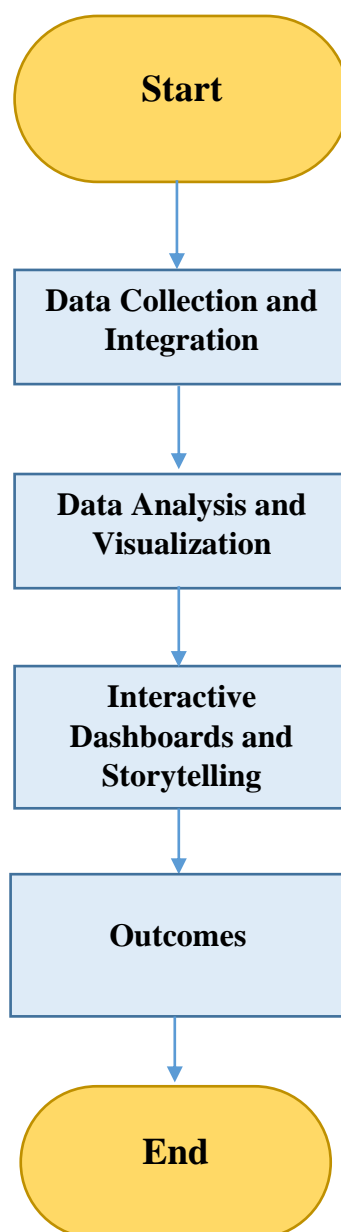 Start
Data Collection and
Integration
Data Analysis and
Visualization
Interactive
Dashboards and
Storytelling
Outcomes
End